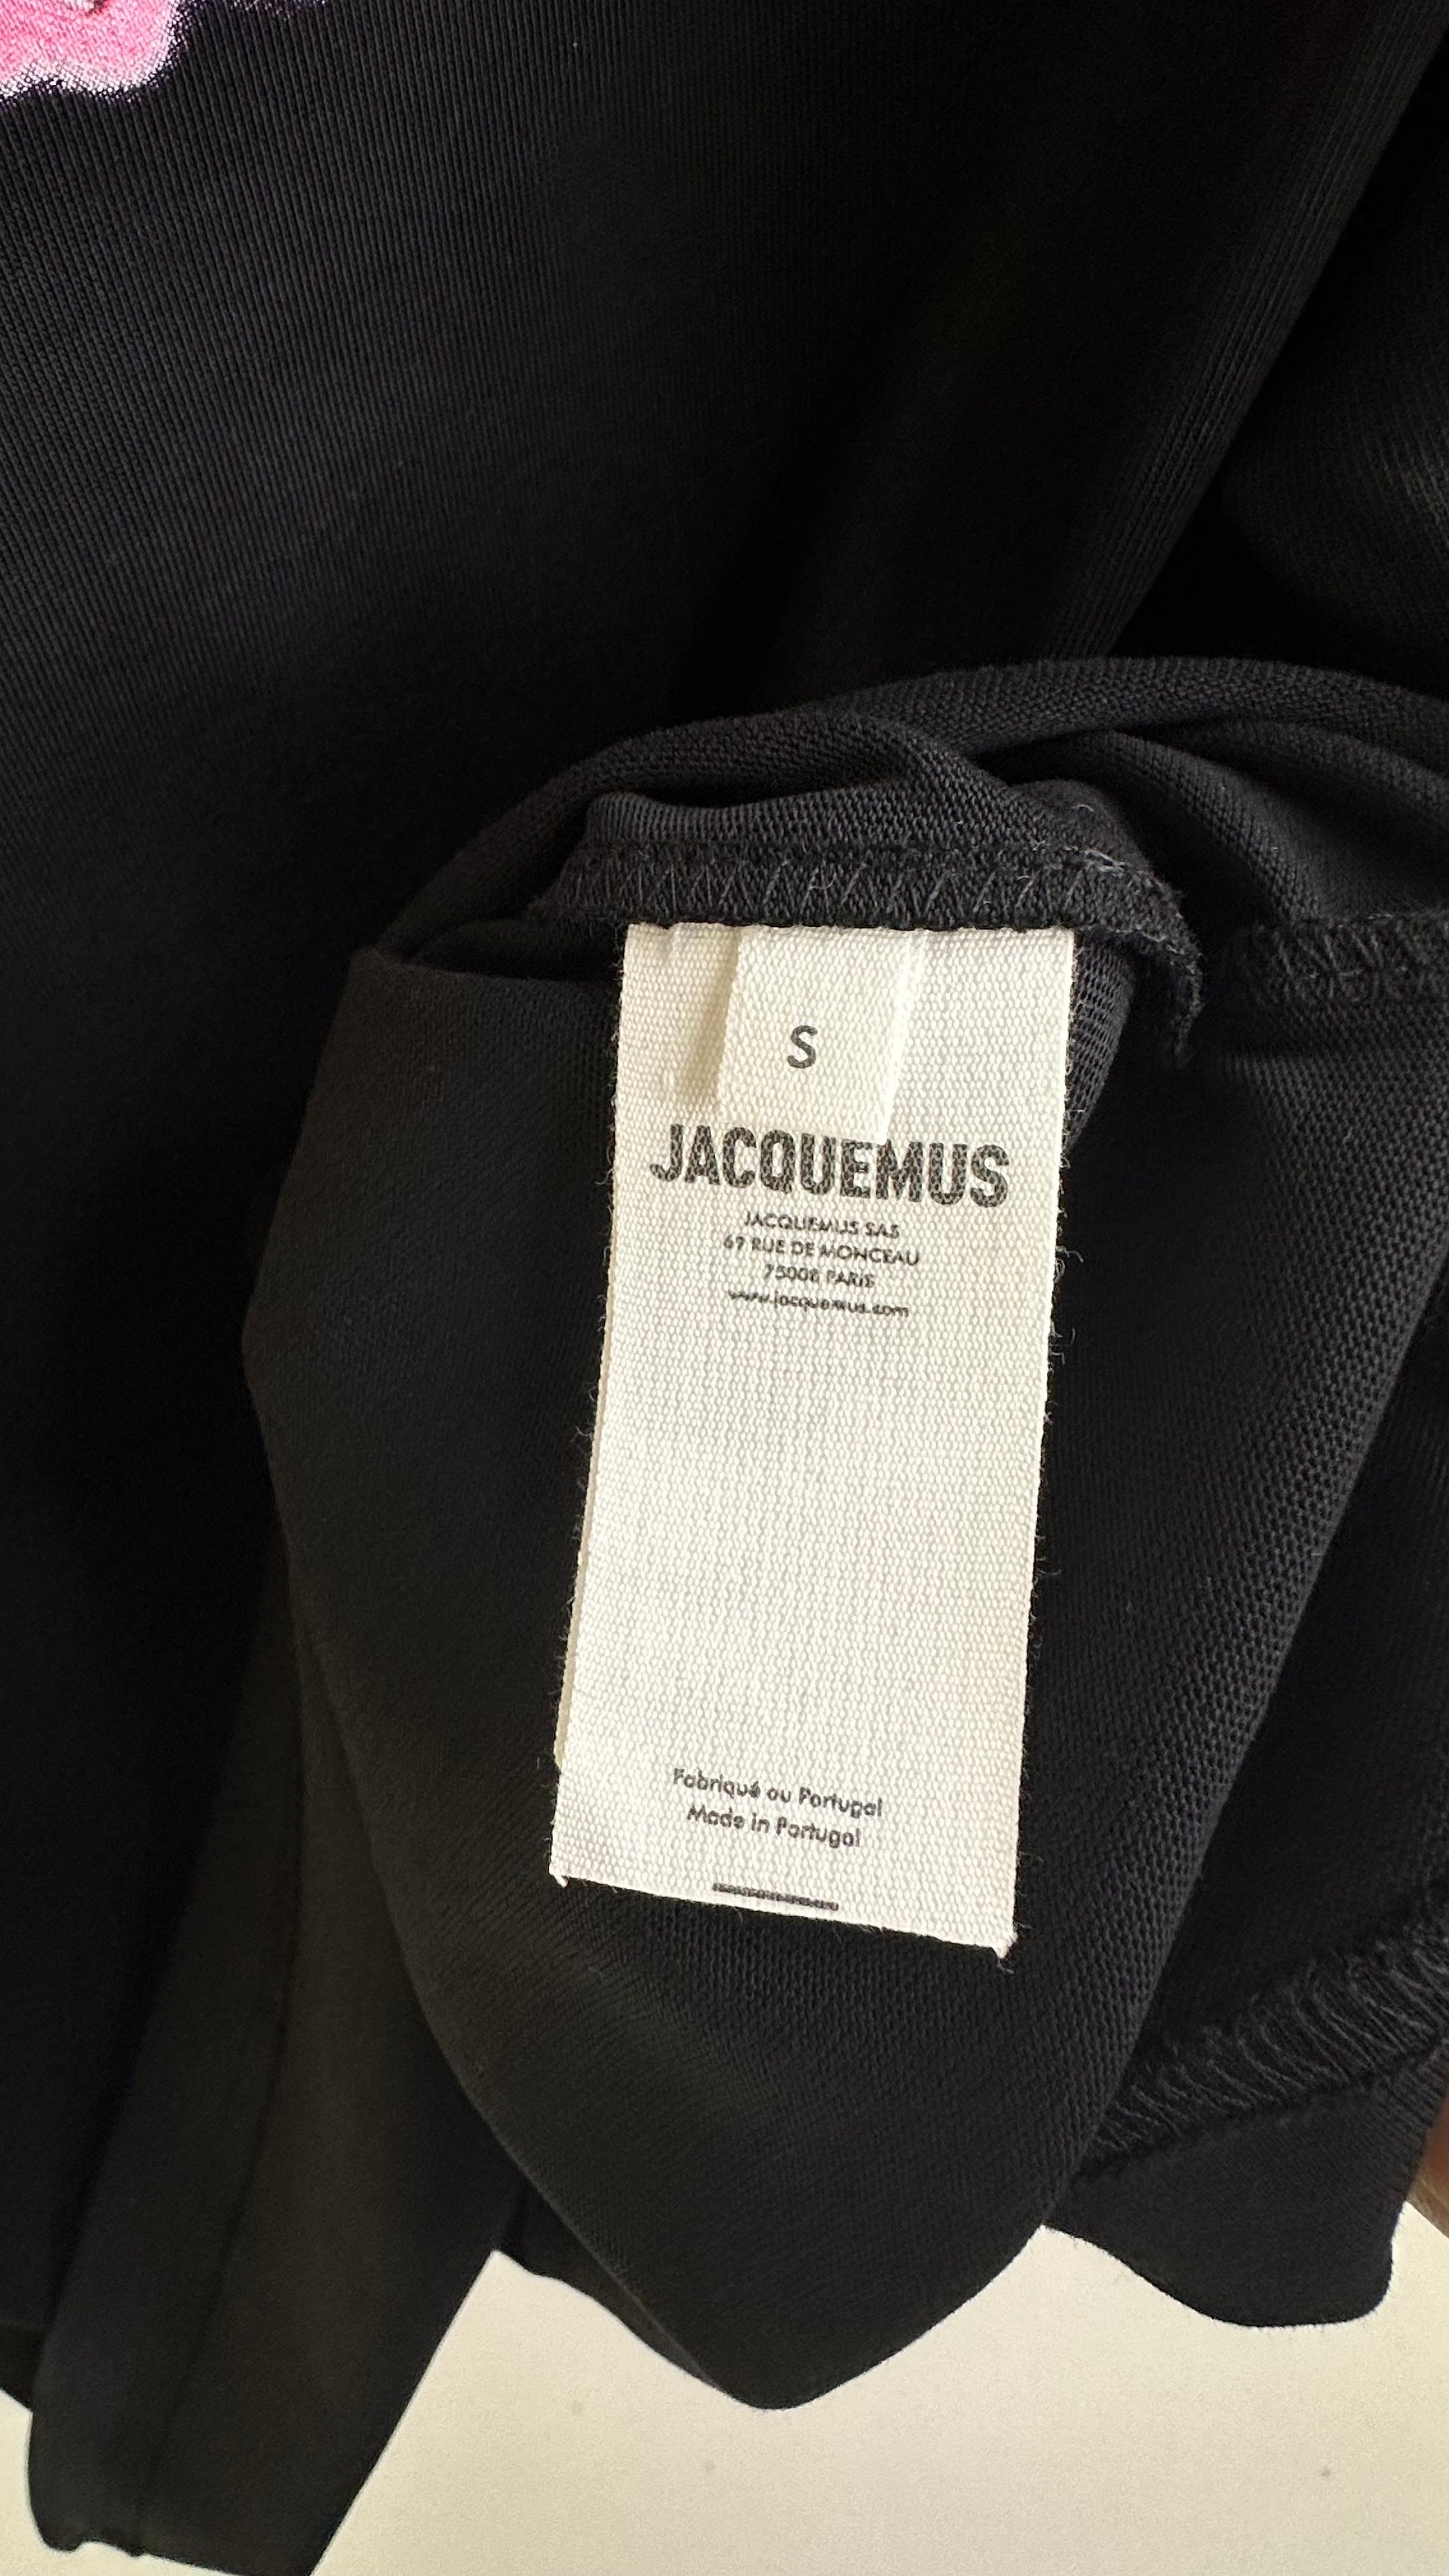 S
JACQUEMUS
JACQUEMUS SAS
69 RUE DE MONCEAU
75008 PARIS
www.jacquemus.com
Fabriqué au Portugal
Made in Portugal